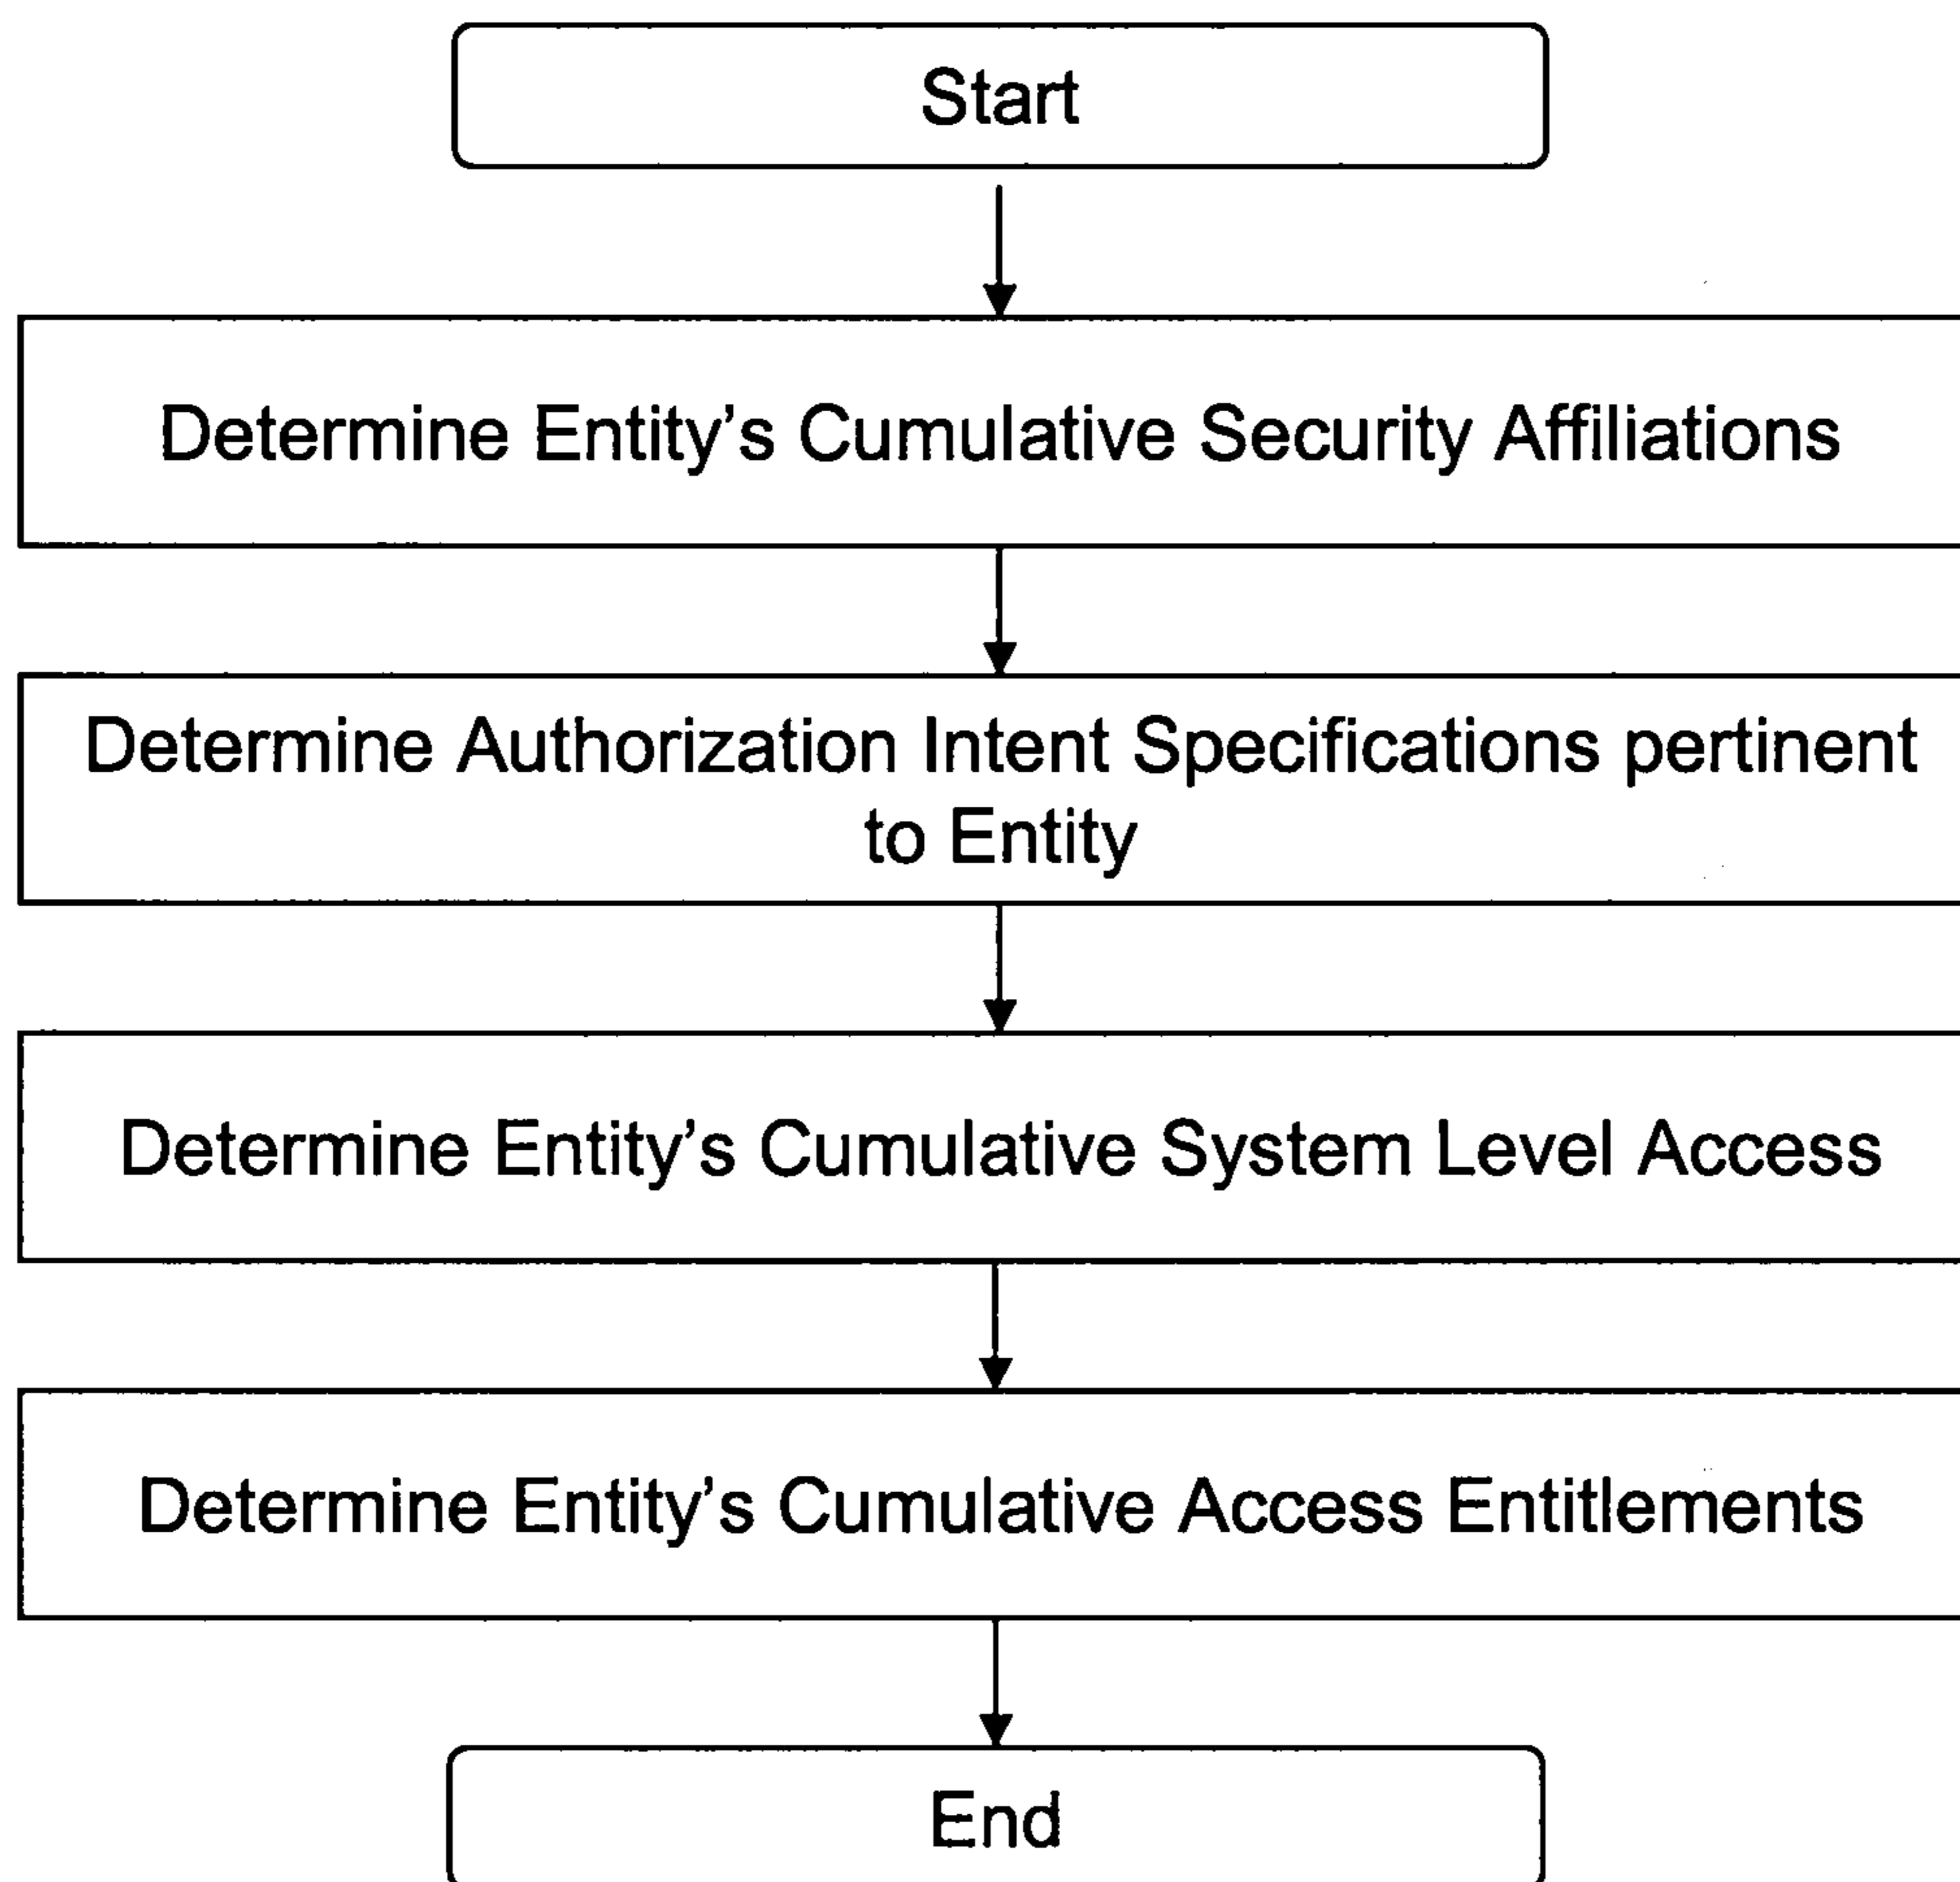 Start
Determine Entity’s Cumulative Security Affiliations
Determine Authorization Intent Specifications pertinent
to Entity
Determine Entity’s Cumulative System Level Access
Determine Entity’s Cumulative Access Entitlements
End